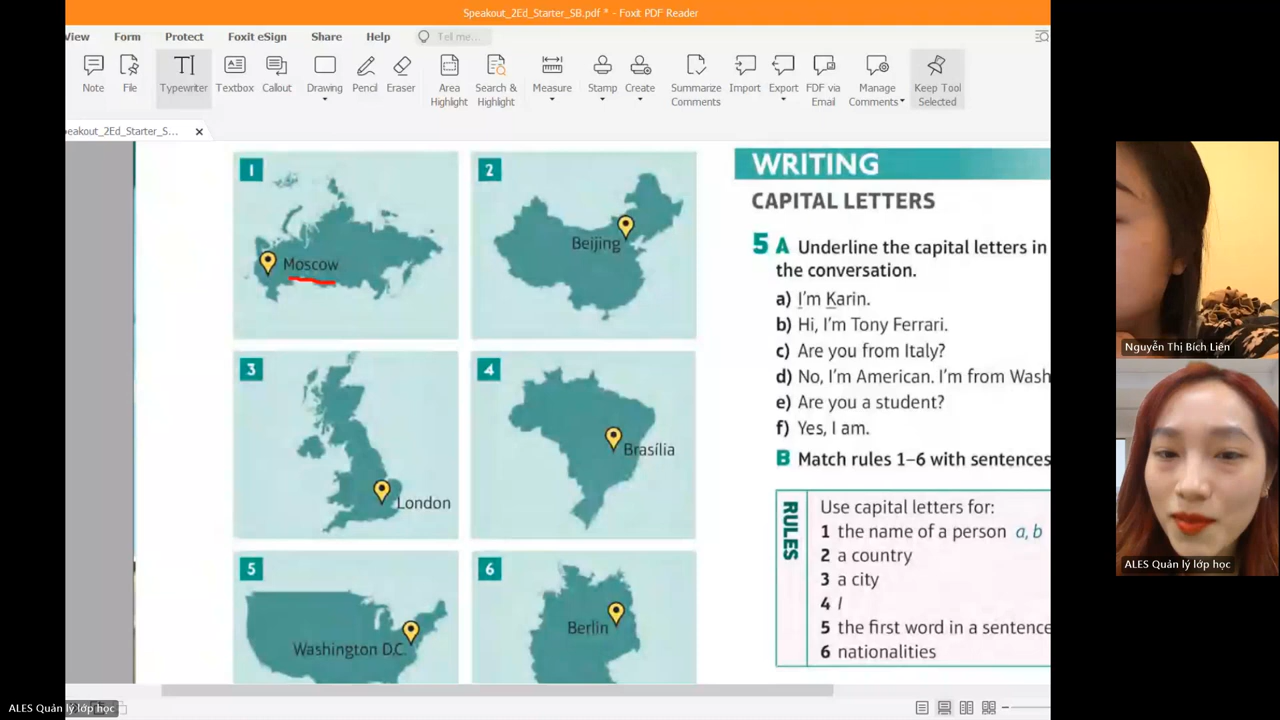 Speakout_2Ed_Starter_SB.pdf * - Foxit PDF Reader
View Form Protect Foxit eSign Share Help Tell me...
Note File Typewriter Textbox Callout Drawing Pencil Eraser Area Highlight Search & Highlight Measure Stamp Create Summarize Comments Import Export FDF via Email Manage Comments Keep Tool Selected
peakout_2Ed_Starter_S...
1
Moscow
2
Beijing
3
London
4
Brasília
5
Washington D.C.
6
Berlin
WRITING
CAPITAL LETTERS
5 A Underline the capital letters in
the conversation.
a) I'm Karin.
b) Hi, I'm Tony Ferrari.
c) Are you from Italy?
d) No, I'm American. I'm from Wash
e) Are you a student?
f) Yes, I am.
B Match rules 1–6 with sentences
RULES
Use capital letters for:
1 the name of a person a, b
2 a country
3 a city
4 I
5 the first word in a sentence
6 nationalities
Nguyễn Thị Bích Liên
ALES Quản lý lớp học
ALES Quản lý lớp học